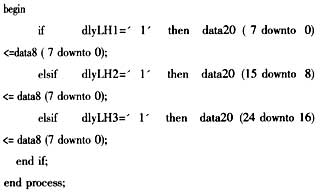 begin
if dlyLH1=′ 1′ then data20 ( 7 downto 0)
<=data8 ( 7 downto 0);
elsif dlyLH2=′ 1′ then data20 (15 downto 8)
<= data8 (7 downto 0);
elsif dlyLH3=′ 1′ then data20 (24 downto 16)
<= data8 (7 downto 0);
end if;
end process;